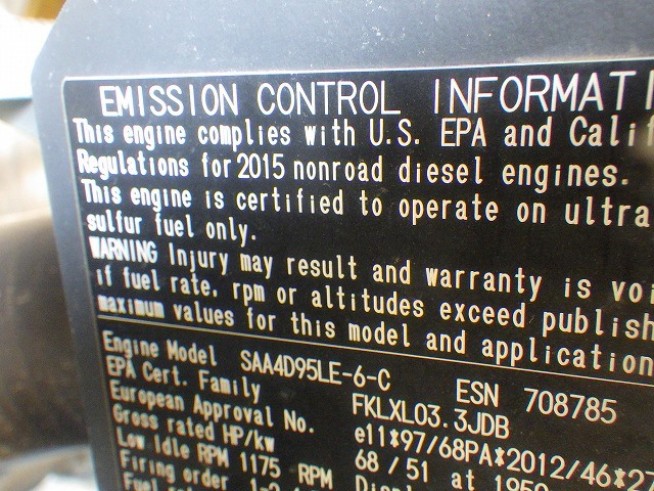 EMISSION CONTROL INFORMATI
This engine complies with U.S. EPA and Calif
Regulations for 2015 nonroad diesel engines.
This engine is certified to operate on ultra
sulfur fuel only.
WARNING Injury may result and warranty is voi
if fuel rate, rpm or altitudes exceed publish
maximum values for this model and application
Engine Model SAA4D95LE-6-C ESN 708785
EPA Cert. Family FKLXL03.3JDB
European Approval No. e11*97/68PA*2012/46*27
Gross rated HP/kw 68/51 at 1950
Low Idle RPM 1175 RPM
Firing order